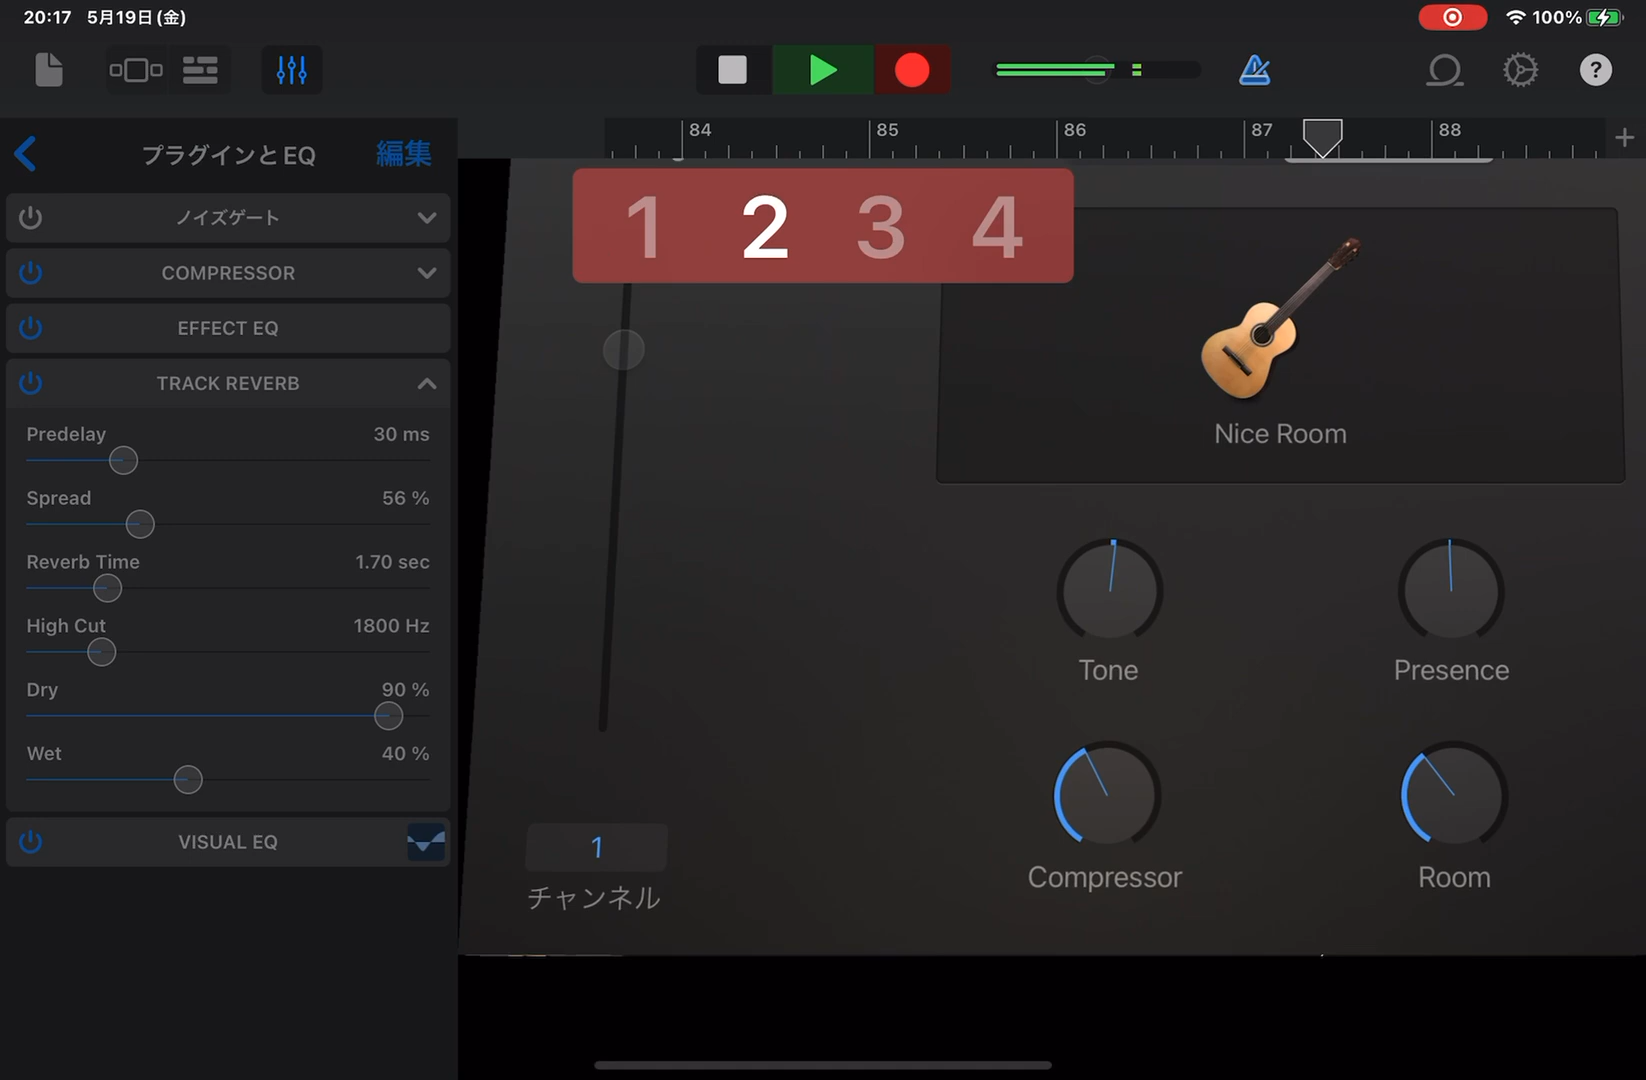 20:17 5月19日(金)
100%
84 85 86 87 88
プラグインとEQ 編集
1 2 3 4
ノイズゲート
COMPRESSOR
EFFECT EQ
TRACK REVERB
Predelay 30 ms
Spread 56 %
Reverb Time 1.70 sec
High Cut 1800 Hz
Dry 90 %
Wet 40 %
VISUAL EQ
Nice Room
Tone Presence
Compressor Room
1
チャンネル